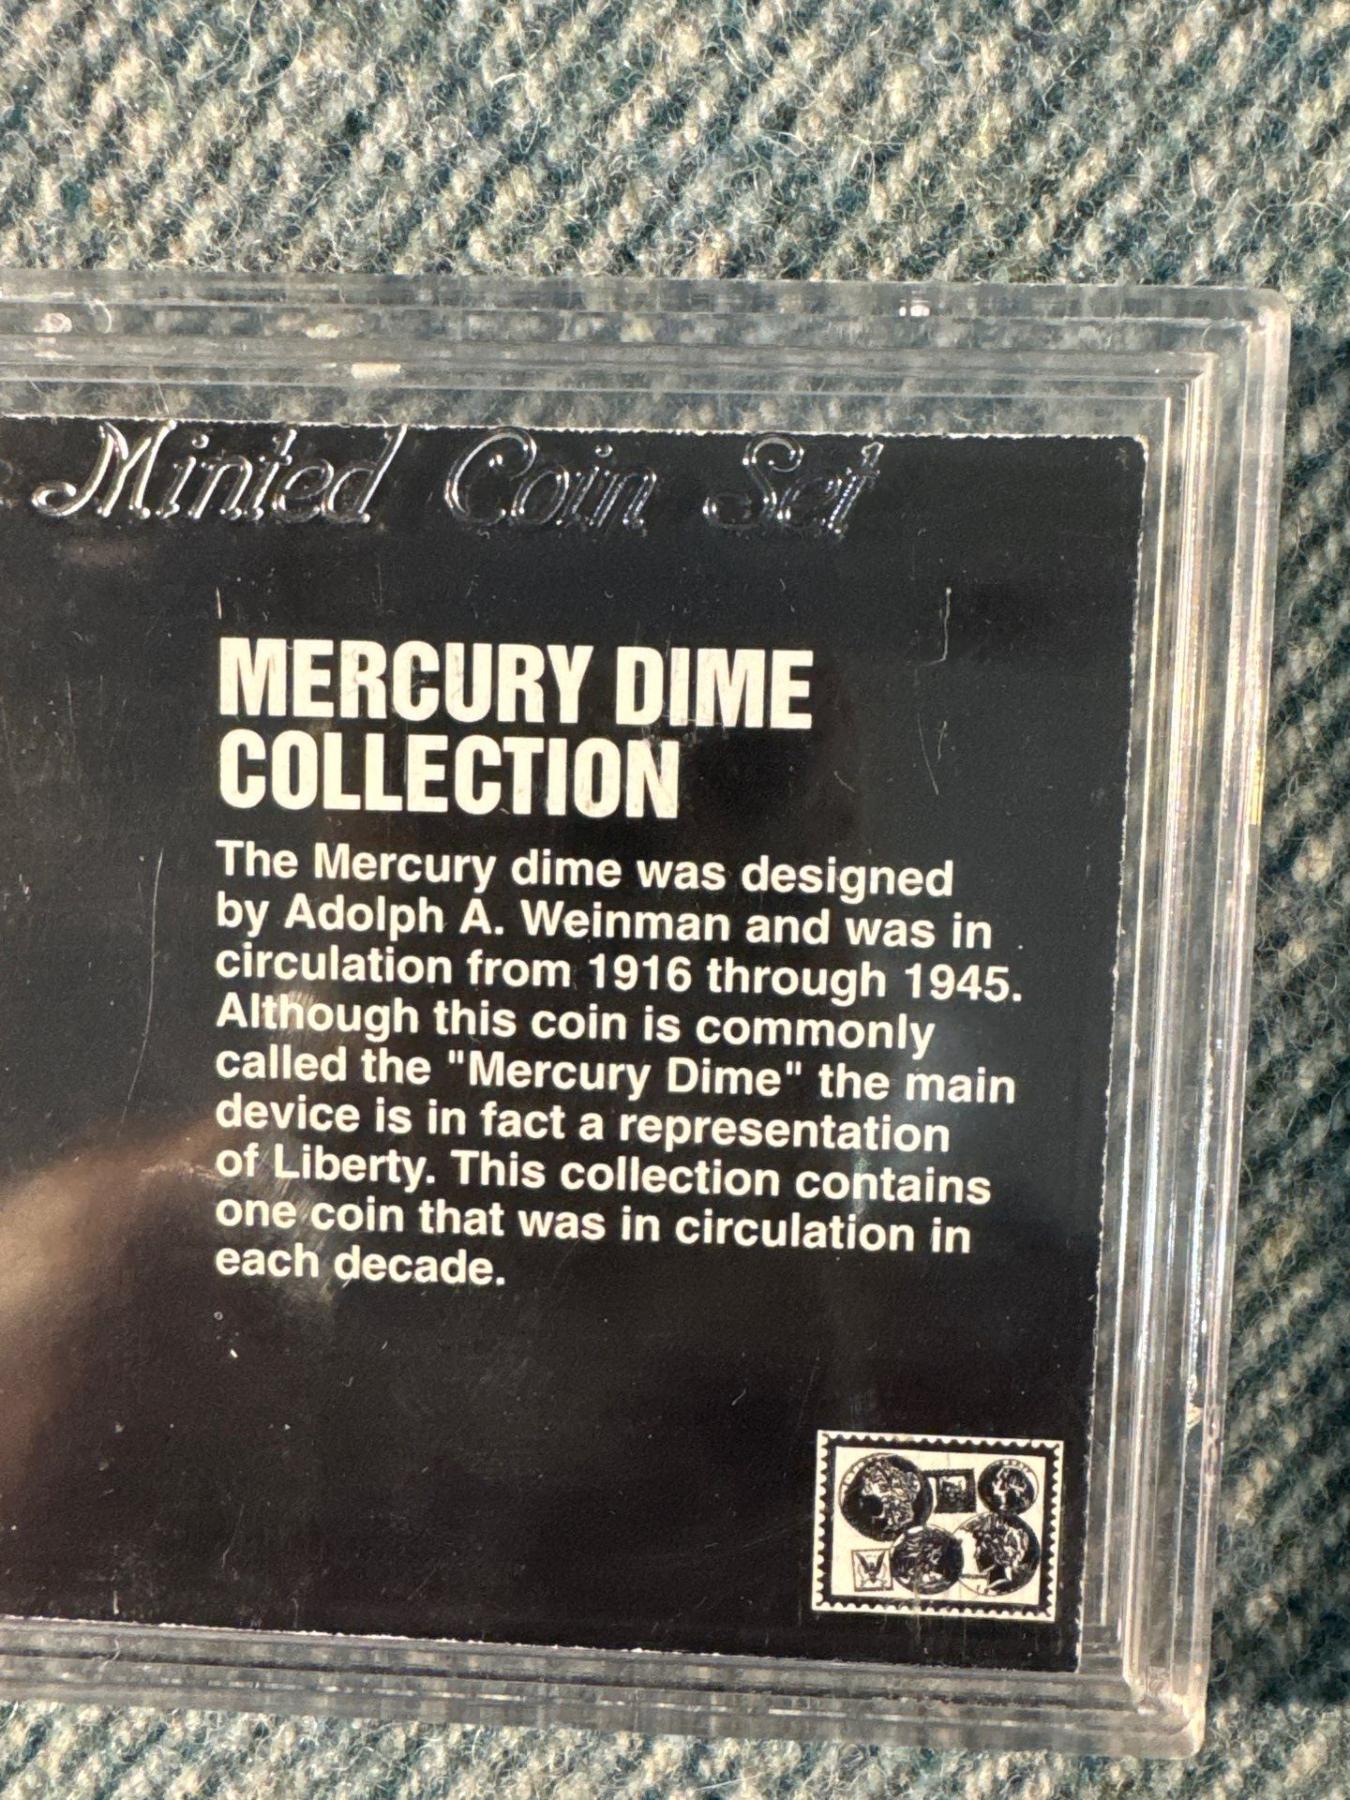 Minted Coin Set
MERCURY DIME
COLLECTION
The Mercury dime was designed
by Adolph A. Weinman and was in
circulation from 1916 through 1945.
Although this coin is commonly
called the "Mercury Dime" the main
device is in fact a representation
of Liberty. This collection contains
one coin that was in circulation in
each decade.